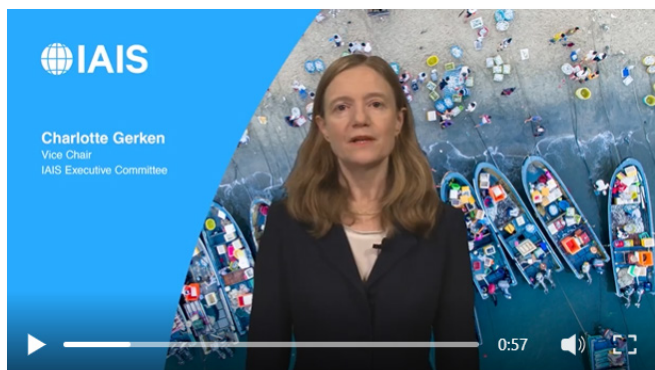 IAIS
Charlotte Gerken
Vice Chair
IAIS Executive Committee
0:57